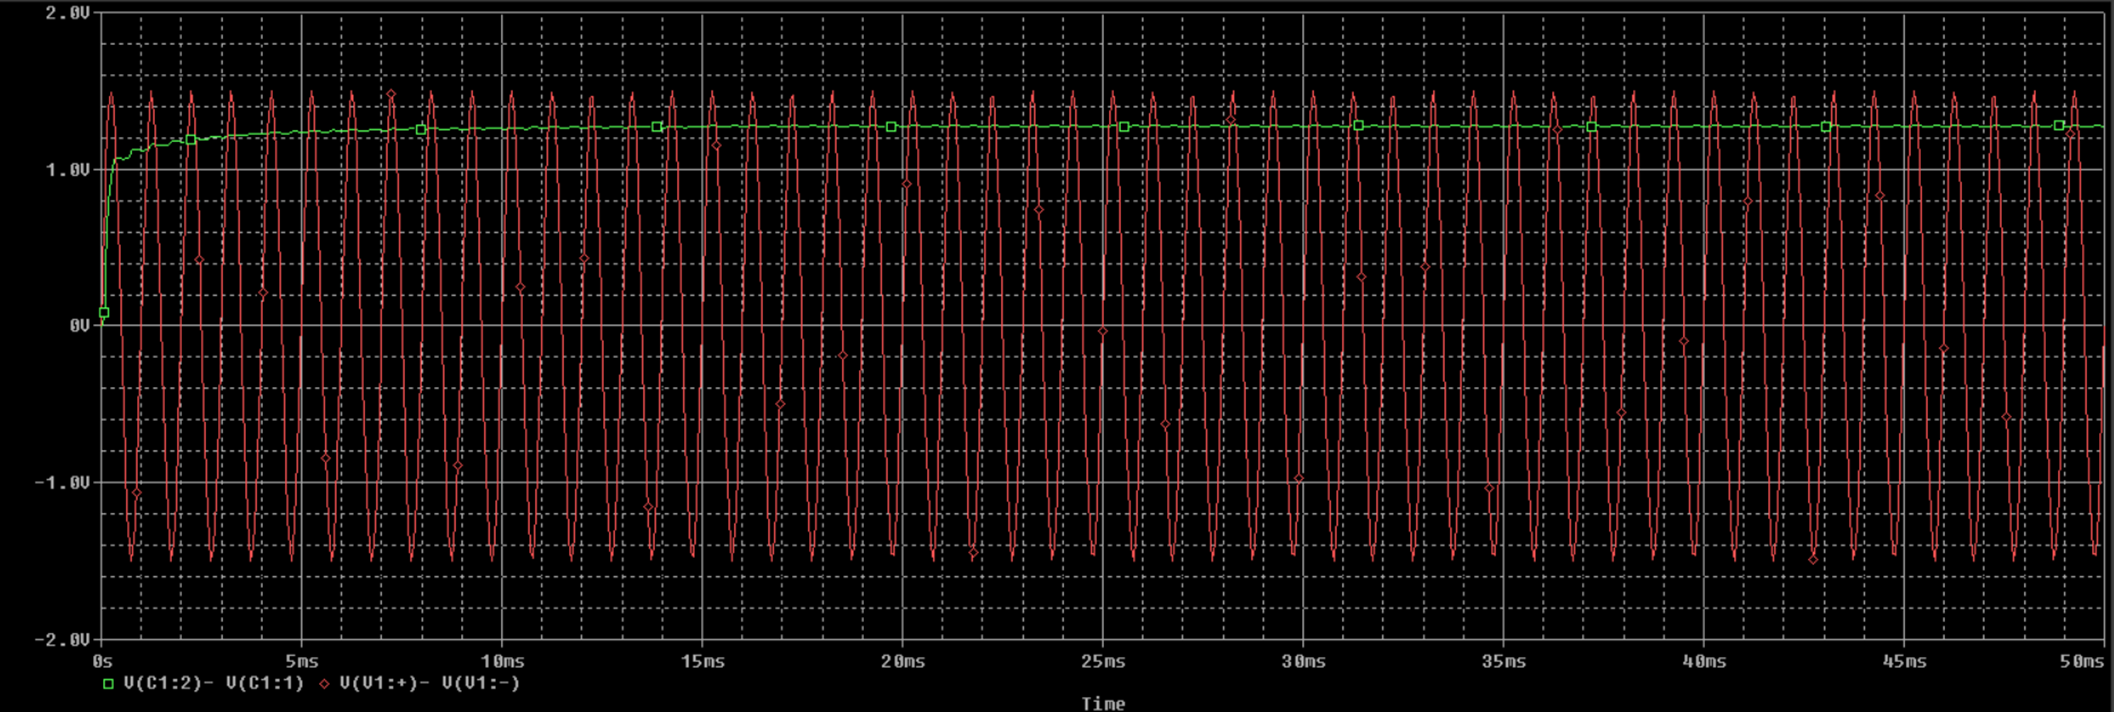 2.0V
1.0V
0V
-1.0V
-2.0V
0s 5ms 10ms 15ms 20ms 25ms 30ms 35ms 40ms 45ms 50ms
V(C1:2)- V(C1:1) V(V1:+)- V(V1:-)
Time